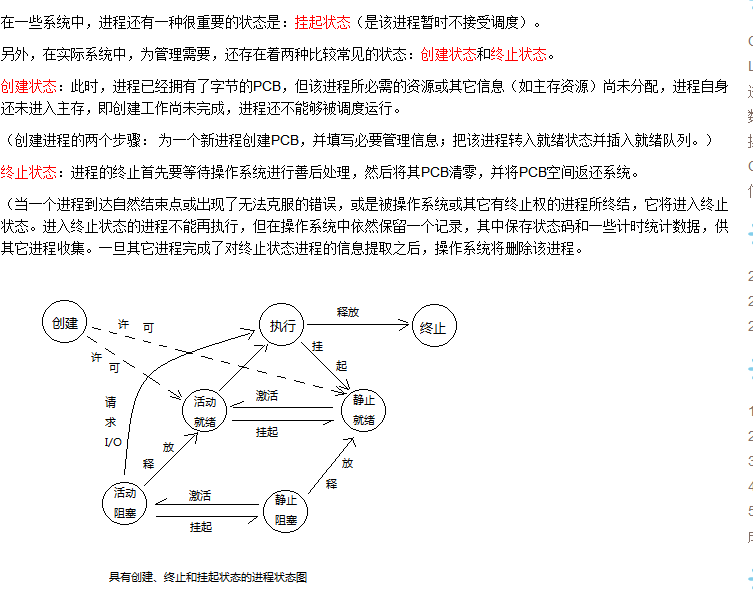 在一些系统中，进程还有一种很重要的状态是：挂起状态（是该进程暂时不接受调度）。
另外，在实际系统中，为管理需要，还存在着两种比较常见的状态：创建状态和终止状态。
创建状态：此时，进程已经拥有了字节的PCB，但该进程所必需的资源或其它信息（如主存资源）尚未分配，进程自身
还未进入主存，即创建工作尚未完成，进程还不能够被调度运行。
（创建进程的两个步骤： 为一个新进程创建PCB，并填写必要管理信息；把该进程转入就绪状态并插入就绪队列。）
终止状态：进程的终止首先要等待操作系统进行善后处理，然后将其PCB清零，并将PCB空间返还系统。
（当一个进程到达自然结束点或出现了无法克服的错误，或是被操作系统或其它有终止权的进程所终结，它将进入终止
状态。进入终止状态的进程不能再执行，但在操作系统中依然保留一个记录，其中保存状态码和一些计时统计数据，供
其它进程收集。一旦其它进程完成了对终止状态进程的信息提取之后，操作系统将删除该进程。
创建
许 可
执行
释放
终止
许 可
挂 起
请
求
I/O
活动
就绪
激活
挂起
静止
就绪
释 放
释 放
活动
阻塞
激活
挂起
静止
阻塞
具有创建、终止和挂起状态的进程状态图